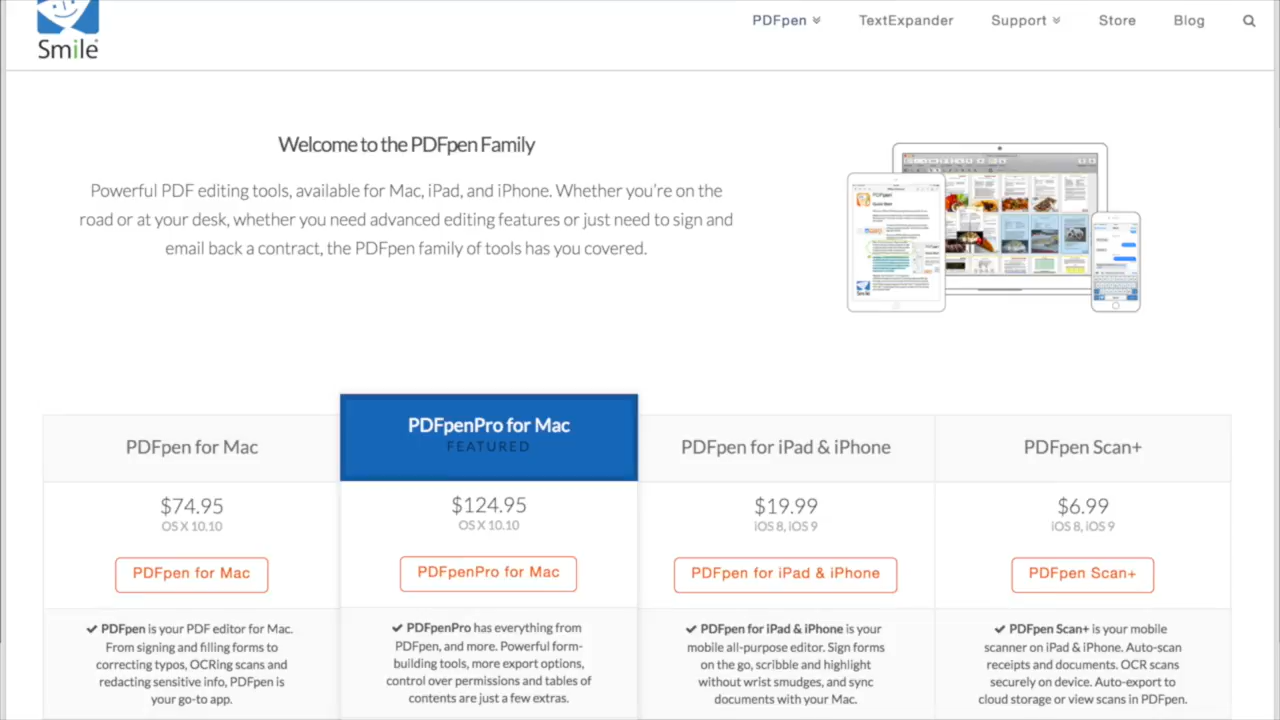 Smile
PDFpen
TextExpander
Support
Store
Blog
Welcome to the PDFpen Family
Powerful PDF editing tools, available for Mac, iPad, and iPhone. Whether you're on the
road or at your desk, whether you need advanced editing features or just need to sign and
email back a contract, the PDFpen family of tools has you covered.
PDFpen for Mac
$74.95
OS X 10.10
PDFpen for Mac
✔ PDFpen is your PDF editor for Mac.
From signing and filling forms to
correcting typos, OCRing scans and
redacting sensitive info, PDFpen is
your go-to app.
PDFpenPro for Mac
FEATURED
$124.95
OS X 10.10
PDFpenPro for Mac
✔ PDFpenPro has everything from
PDFpen, and more. Powerful form-
building tools, more export options,
control over permissions and tables of
contents are just a few extras.
PDFpen for iPad & iPhone
$19.99
iOS 8, iOS 9
PDFpen for iPad & iPhone
✔ PDFpen for iPad & iPhone is your
mobile all-purpose editor. Sign forms
on the go, scribble and highlight
without wrist smudges, and sync
documents with your Mac.
PDFpen Scan+
$6.99
iOS 8, iOS 9
PDFpen Scan+
✔ PDFpen Scan+ is your mobile
scanner on iPad & iPhone. Auto-scan
receipts and documents. OCR scans
securely on device. Auto-export to
cloud storage or view scans in PDFpen.